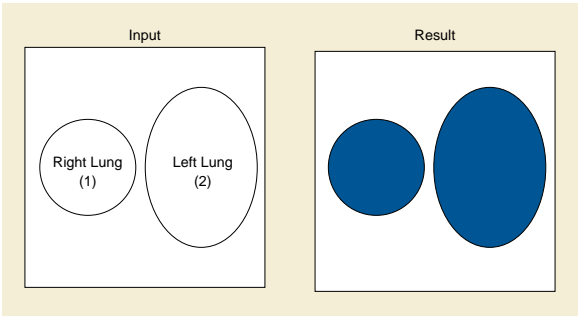 Input
Result
Right Lung
(1)
Left Lung
(2)